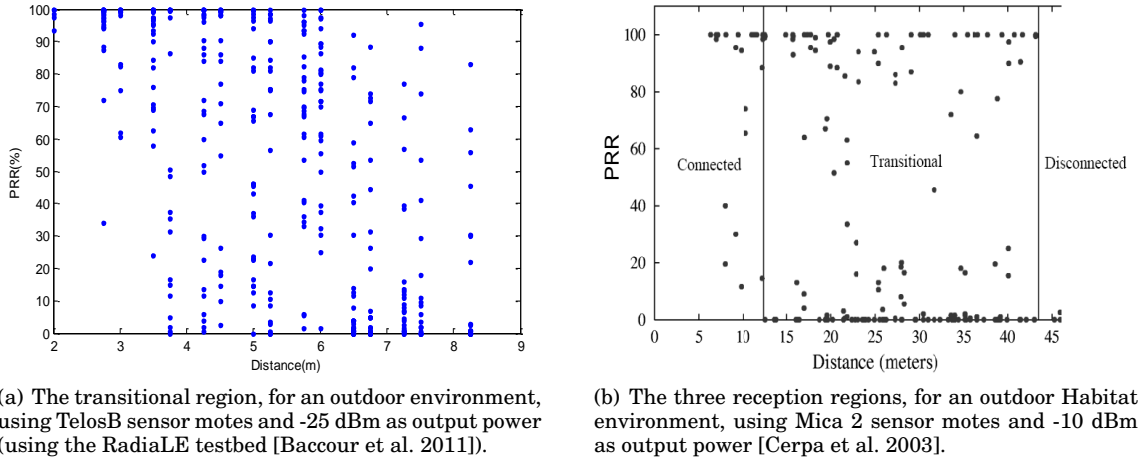 100
90
80
70
60
50
40
30
20
10
0
PRR(%)
2 3 4 5 6 7 8 9
Distance(m)
100
80
60
40
20
0
PRR
Connected
Transitional
Disconnected
0 5 10 15 20 25 30 35 40 45
Distance (meters)
(a) The transitional region, for an outdoor environment,
using TelosB sensor motes and -25 dBm as output power
(using the RadiaLE testbed [Baccour et al. 2011]).
(b) The three reception regions, for an outdoor Habitat
environment, using Mica 2 sensor motes and -10 dBm
as output power [Cerpa et al. 2003].